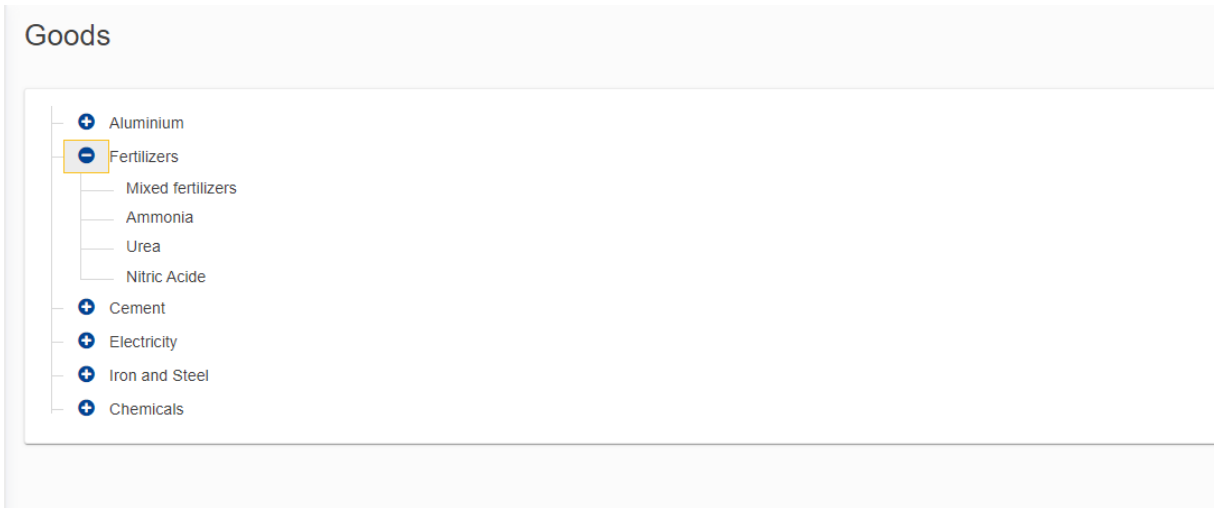 Goods
Aluminium
Fertilizers
Mixed fertilizers
Ammonia
Urea
Nitric Acide
Cement
Electricity
Iron and Steel
Chemicals